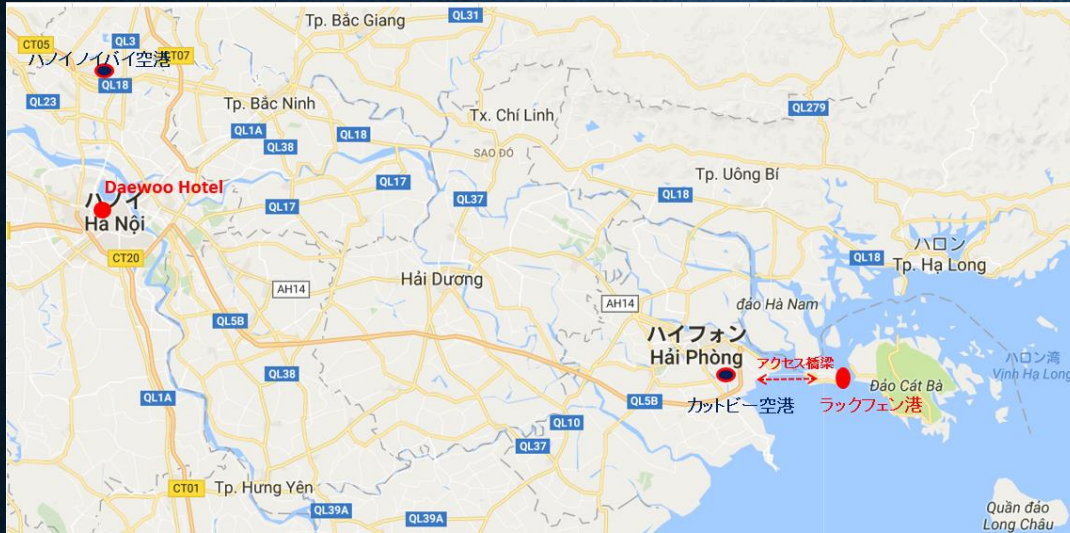 QL31
Tp. Bắc Giang
CT05
QL3
CT07
ハノイノイバイ空港
QL18
QL23
Tp. Bắc Ninh
QL279
Tx. Chí Linh
QL1A
QL18
QL38
SAO ĐỎ
Tp. Uông Bí
QL17
QL18
Daewoo Hotel
QL37
QL17
ハノイ
Hà Nội
ハロン
CT20
QL18
Tp. Hạ Long
Hải Dương
AH14
AH14
đảo Hà Nam
QL5B
ハイフォン
Hải Phòng
アクセス橋梁
ハロン湾
Vịnh Hạ Long
QL38
Đảo Cát Bà
QL1A
QL5B
カットビー空港
ラックフェン港
QL10
QL37
CT01
Tp. Hưng Yên
QL39A
QL39A
Quần đảo
Long Châu